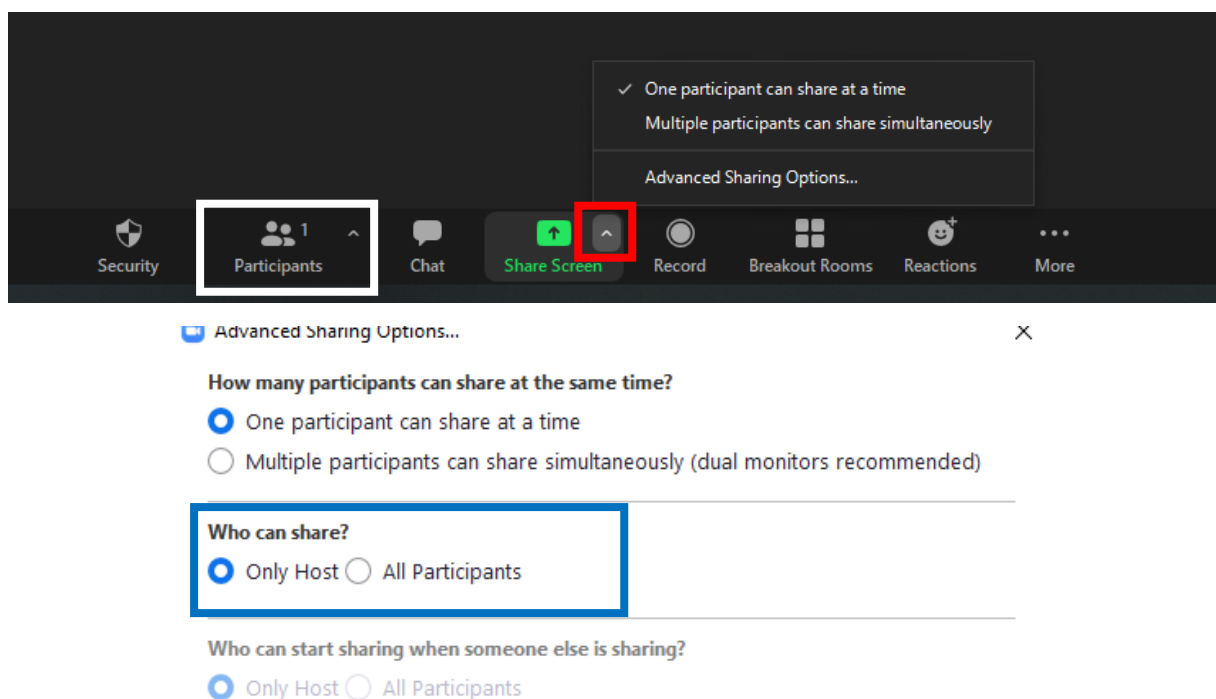 One participant can share at a time
Multiple participants can share simultaneously
Advanced Sharing Options...
1
Security Participants Chat Share Screen Record Breakout Rooms Reactions More
Advanced Sharing Options...
How many participants can share at the same time?
One participant can share at a time
Multiple participants can share simultaneously (dual monitors recommended)
Who can share?
Only Host All Participants
Who can start sharing when someone else is sharing?
Only Host All Participants